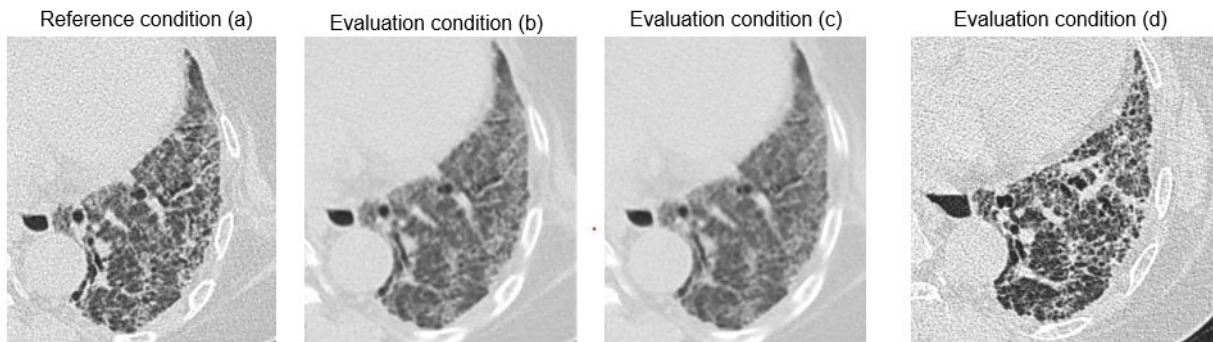 Reference condition (a)
Evaluation condition (b)
Evaluation condition (c)
Evaluation condition (d)